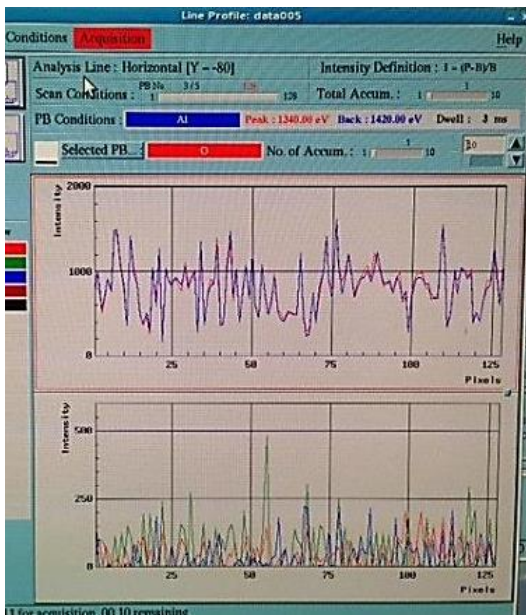 Line Profile: data005
Conditions Acquisition Help
Analysis Line : Horizontal [Y - -80] Intensity Definition : I - (P-B)/B
Scan Conditions : PB No 3 / 5 1 128 128 Total Accum. : 1 1 10
PB Conditions : Al Peak : 1340.00 eV Back : 1420.00 eV Dwell : 3 ms
Selected PB... : O No. of Accum. : 1 1 10
Intensity
2000
1000
0
25 50 75 100 125
Pixels
Intensity
500
250
0
25 50 75 100 125
Pixels
for acquisition, 00:10 remaining